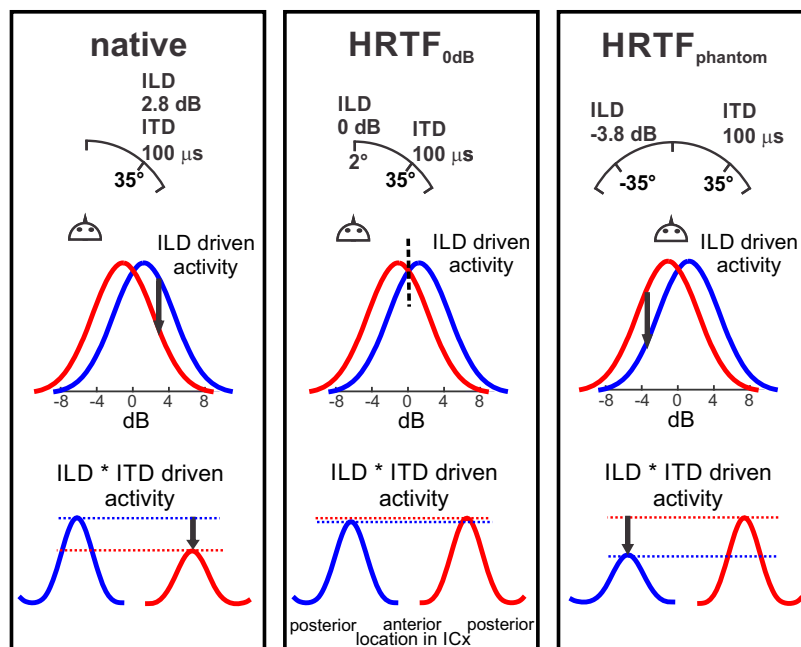 native
ILD
2.8 dB
ITD
100 μs
35°
ILD driven
activity
-8 -4 0 4 8
dB
ILD * ITD driven
activity
HRTF0dB
ILD
0 dB
ITD
100 μs
2°
35°
ILD driven
activity
-8 -4 0 4 8
dB
ILD * ITD driven
activity
posterior anterior posterior
location in ICx
HRTFphantom
ILD
-3.8 dB
ITD
100 μs
-35° 35°
ILD driven
activity
-8 -4 0 4 8
dB
ILD * ITD driven
activity